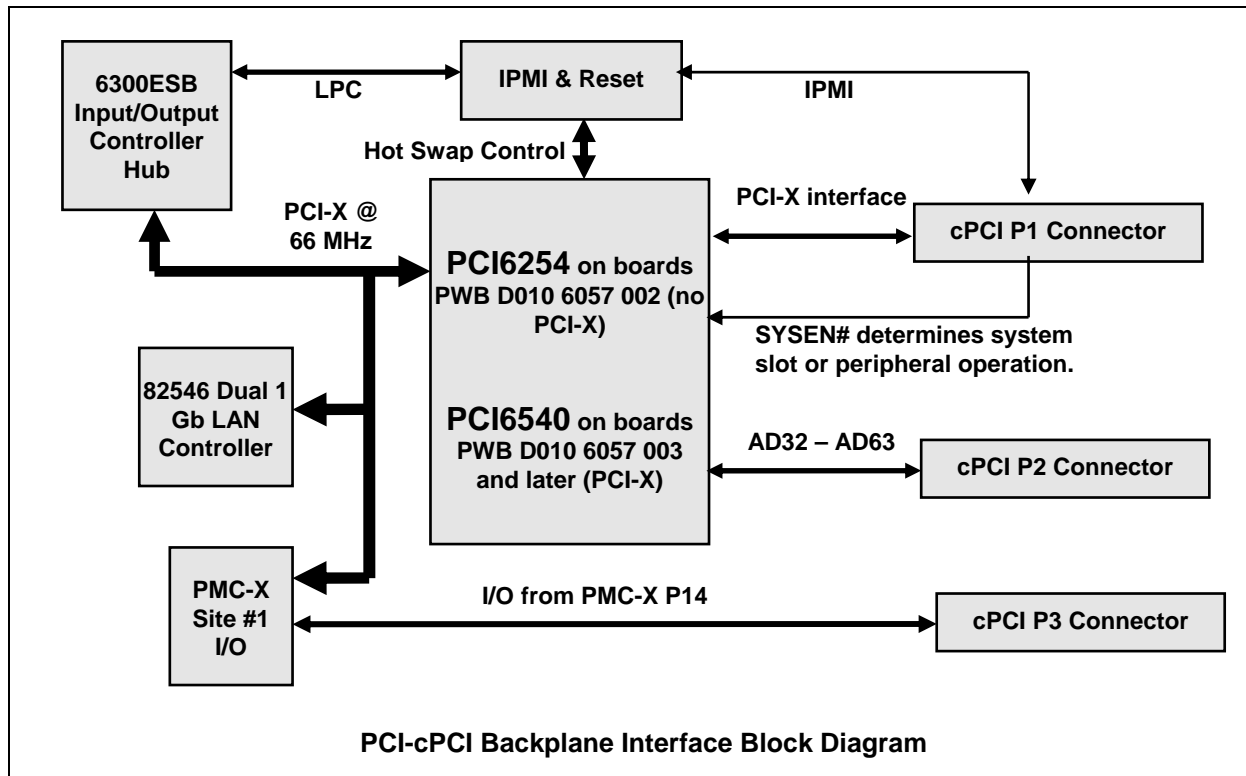 6300ESB
Input/Output
Controller
Hub
LPC
IPMI & Reset
IPMI
Hot Swap Control
PCI-X @
66 MHz
PCI-X interface
cPCI P1 Connector
PCI6254 on boards
PWB D010 6057 002 (no
PCI-X)
SYSEN# determines system
slot or peripheral operation.
82546 Dual 1
Gb LAN
Controller
PCI6540 on boards
PWB D010 6057 003
and later (PCI-X)
AD32 – AD63
cPCI P2 Connector
PMC-X
Site #1
I/O
I/O from PMC-X P14
cPCI P3 Connector
PCI-cPCI Backplane Interface Block Diagram